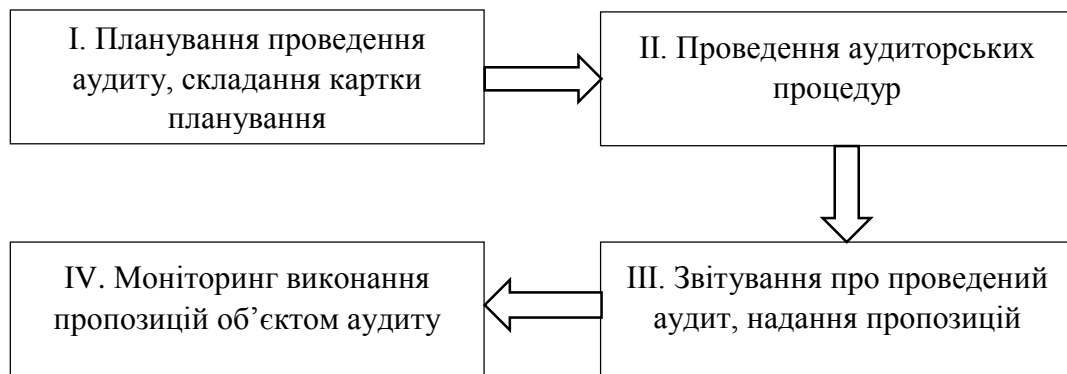 І. Планування проведення
аудиту, складання картки
планування
ІІ. Проведення аудиторських
процедур
IV. Моніторинг виконання
пропозицій об’єктом аудиту
ІІІ. Звітування про проведений
аудит, надання пропозицій